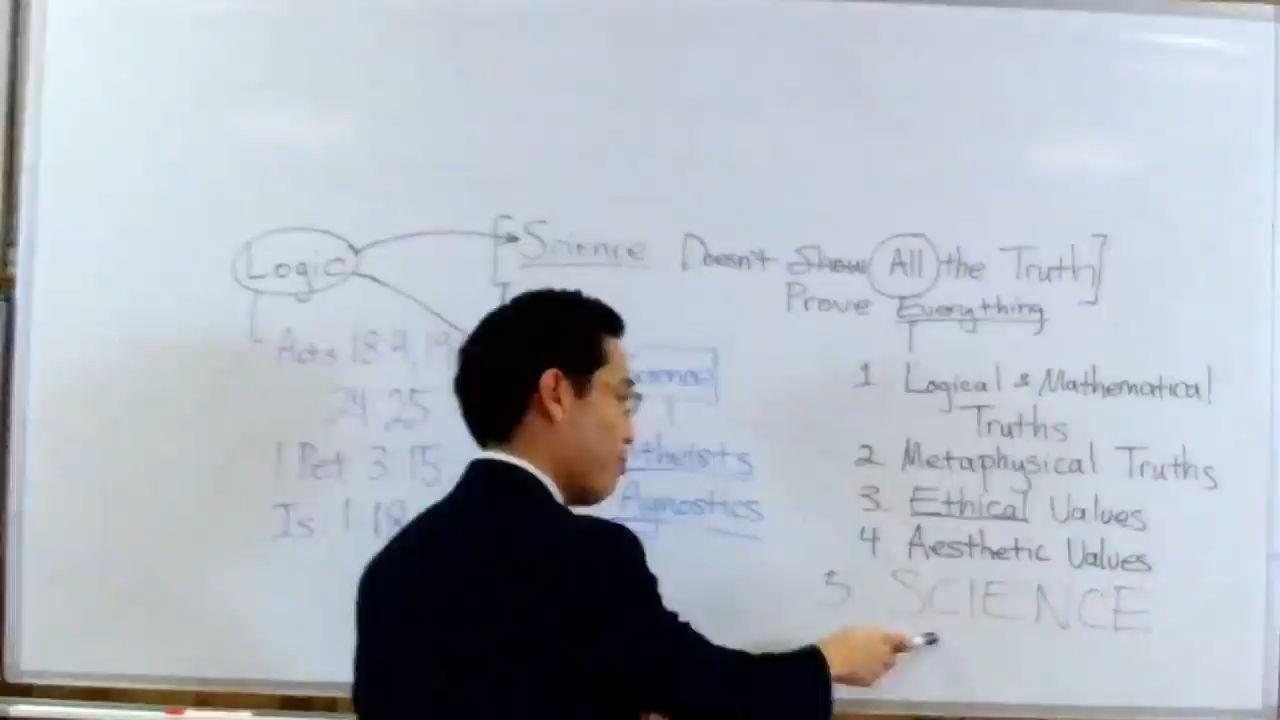 Logic
Science Doesn't Show All the Truth
Prove Everything
Acts 18 4, 19
24 25
1 Pet 3 15
Is 1 18
Agnostics
1 Logical & Mathematical
Truths
2 Metaphysical Truths
3 Ethical Values
4 Aesthetic Values
5 SCIENCE